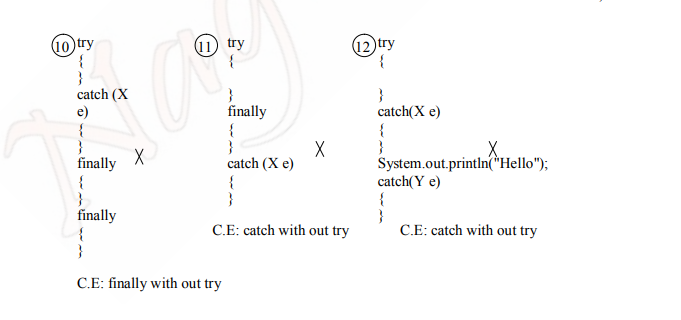 10 try
{
}
catch (X
e)
{
}
finally X
{
}
finally
{
}
C.E: finally with out try
11 try
{
}
finally
{
}
catch (X e) X
{
}
C.E: catch with out try
12 try
{
}
catch(X e)
{
}
X
System.out.println("Hello");
catch(Y e)
{
}
C.E: catch with out try